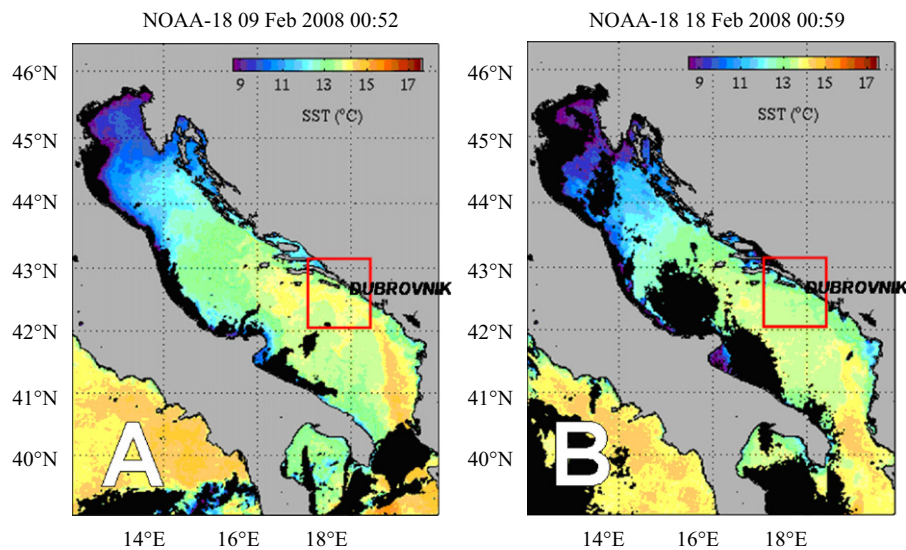 NOAA-18 09 Feb 2008 00:52
46°N
45°N
44°N
43°N
42°N
41°N
40°N
9 11 13 15 17
SST (°C)
DUBROVNIK
A
14°E 16°E 18°E
NOAA-18 18 Feb 2008 00:59
46°N
45°N
44°N
43°N
42°N
41°N
40°N
9 11 13 15 17
SST (°C)
DUBROVNIK
B
14°E 16°E 18°E